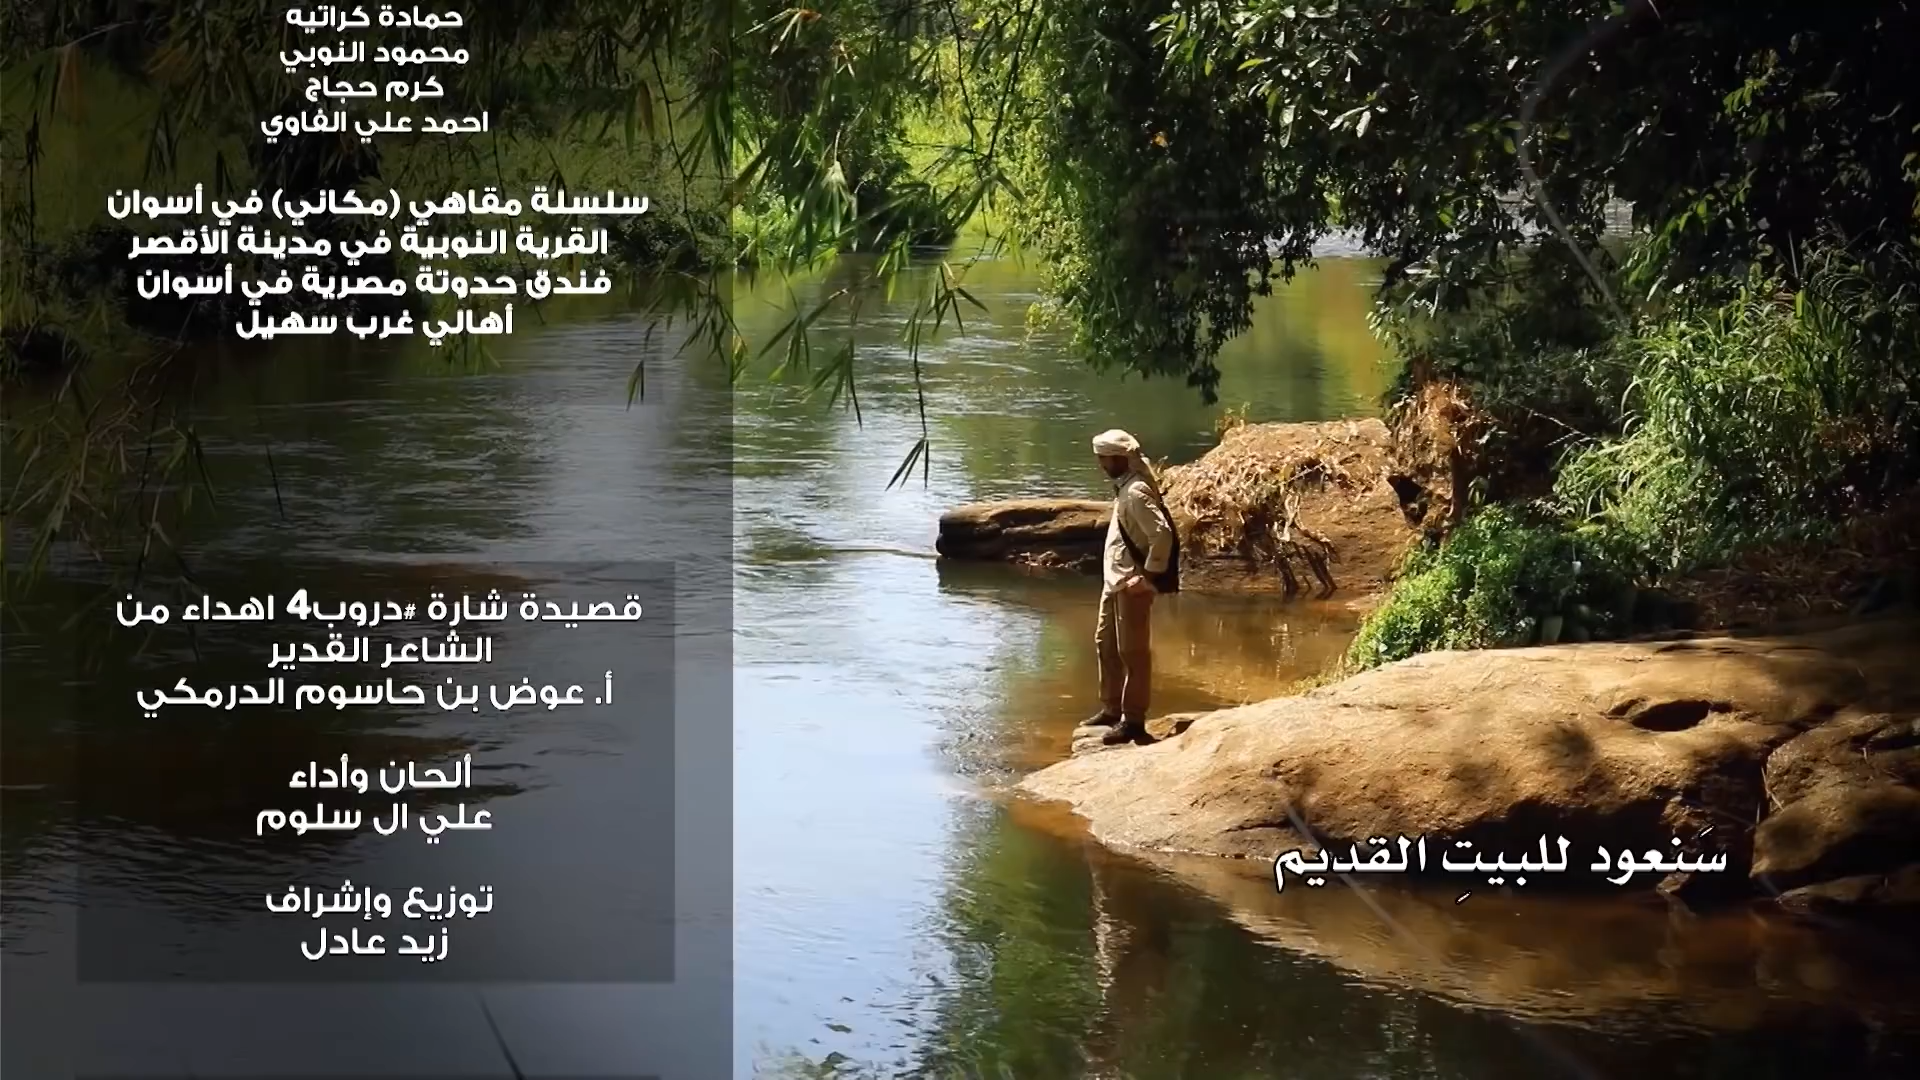 حمادة كراتيه
محمود النوبي
كرم حجاج
احمد علي الفاوي
سلسلة مقاهي (مكاني) في أسوان
القرية النوبية في مدينة الأقصر
فندق حدوتة مصرية في أسوان
أهالي غرب سهيل
قصيدة شارة #دروب4 اهداء من
الشاعر القدير
أ. عوض بن حاسوم الدرمكي
ألحان وأداء
علي ال سلوم
توزيع وإشراف
زيد عادل
سَنعود للبيتِ القديم